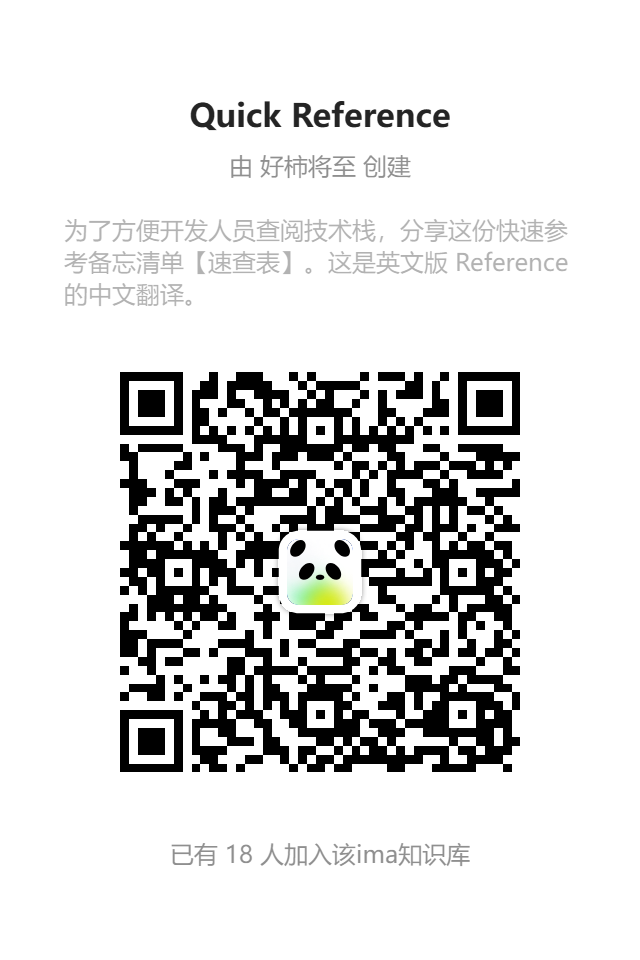 Quick Reference
由 好柿将至 创建
为了方便开发人员查阅技术栈，分享这份快速参
考备忘清单【速查表】。这是英文版 Reference
的中文翻译。
已有 18 人加入该ima知识库